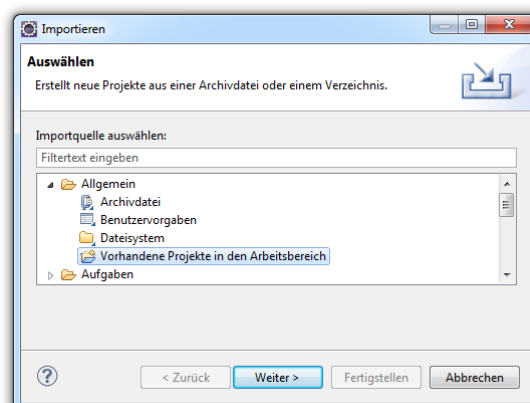 Importieren
Auswählen
Erstellt neue Projekte aus einer Archivdatei oder einem Verzeichnis.
Importquelle auswählen:
Filtertext eingeben
Allgemein
Archivdatei
Benutzervorgaben
Dateisystem
Vorhandene Projekte in den Arbeitsbereich
Aufgaben
? < Zurück Weiter > Fertigstellen Abbrechen